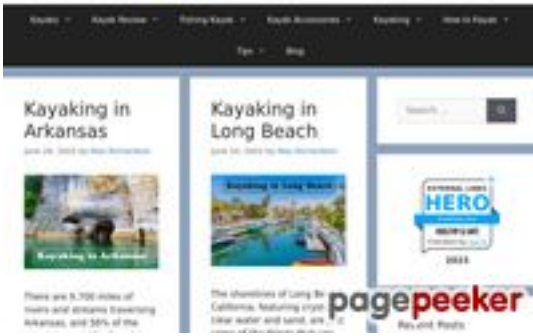 Kayaks Kayak Review Fishing Kayak Kayak Accessories Kayaking How to Kayak
Tips Blog
Kayaking in
Arkansas
Kayaking in Arkansas
There are 9,700 miles of
rivers and streams traversing
Arkansas, and 56% of the
Kayaking in
Long Beach
Kayaking in Long Beach
The shorelines of Long
California, featuring
clear water and sand, are
Search ...
EXTERNAL LINKS
HERO
2023
Recent Posts
pagepeeker